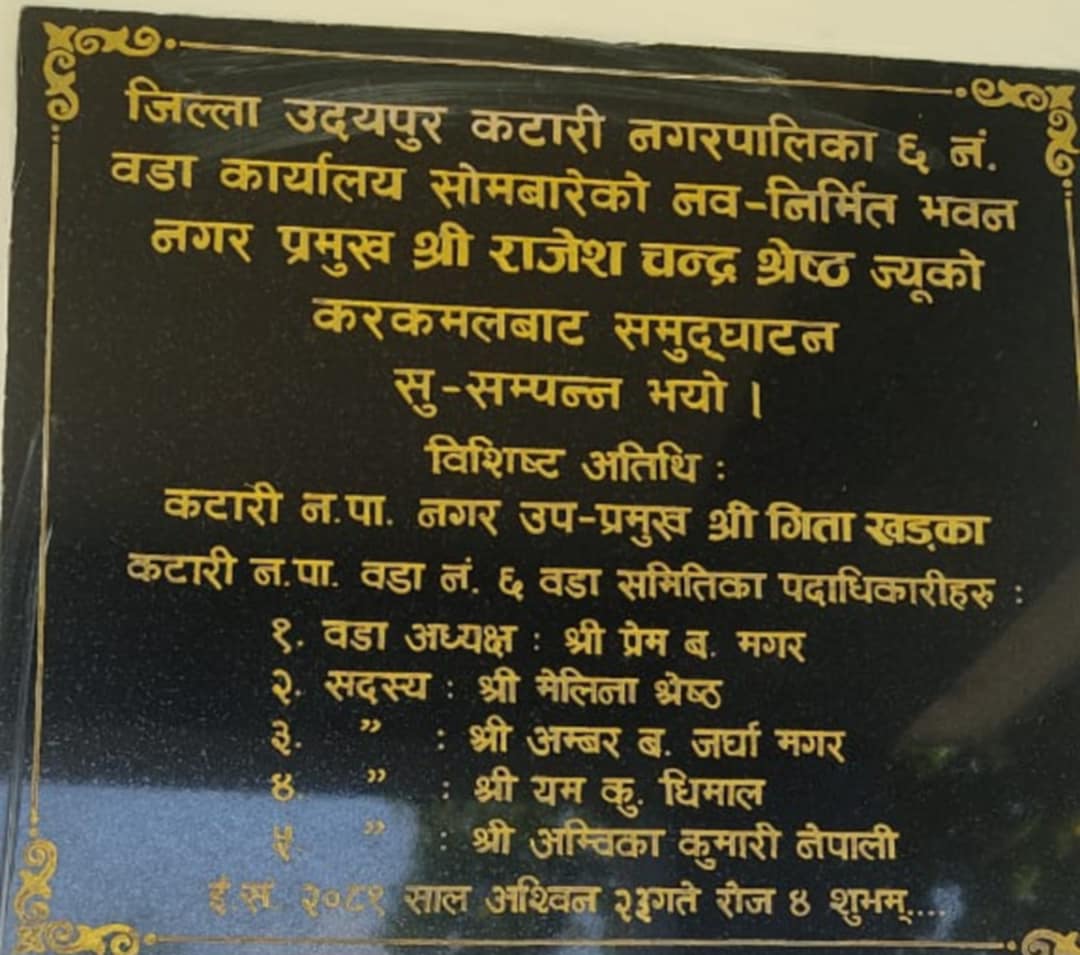 जिल्ला उदयपुर कटारी नगरपालिका ६ नं.
वडा कार्यालय सोमबारेको नव-निर्मित भवन
नगर प्रमुख श्री राजेश चन्द्र श्रेष्ठ ज्यूको
करकमलबाट समुद्घाटन
सु-सम्पन्न भयो ।
विशिष्ट अतिथि :
कटारी न.पा. नगर उप-प्रमुख श्री गिता खड्का
कटारी न.पा. वडा नं. ६ वडा समितिका पदाधिकारीहरु :
१. वडा अध्यक्ष : श्री प्रेम ब. मगर
२. सदस्य : श्री मेलिना श्रेष्ठ
३. ” : श्री अम्बर ब. जर्घा मगर
४. ” : श्री यम कु. धिमाल
५. ” : श्री अम्विका कुमारी नेपाली
२०८१ साल अश्विन रोज ४ शुभम्....